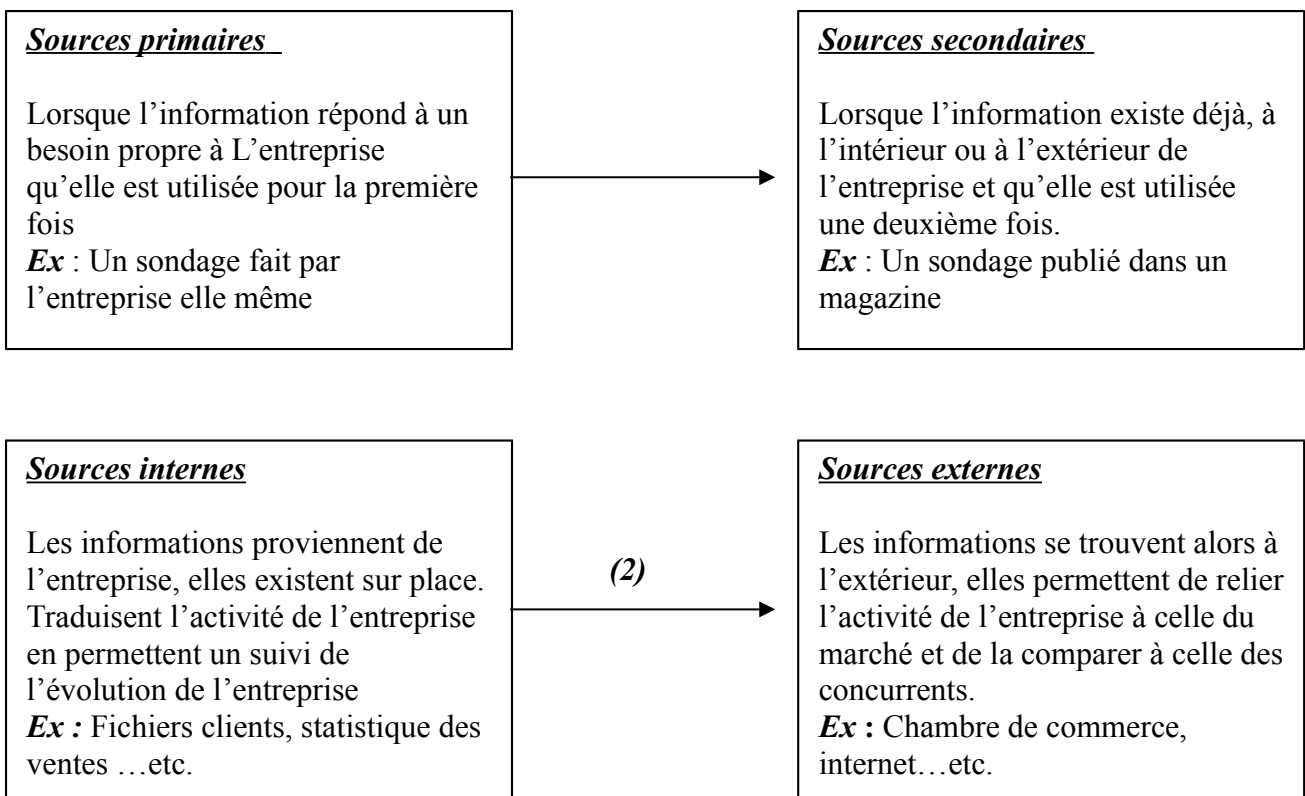 Sources primaires
Lorsque l’information répond à un
besoin propre à L’entreprise
qu’elle est utilisée pour la première
fois
Ex : Un sondage fait par
l’entreprise elle même
Sources secondaires
Lorsque l’information existe déjà, à
l’intérieur ou à l’extérieur de
l’entreprise et qu’elle est utilisée
une deuxième fois.
Ex : Un sondage publié dans un
magazine
Sources internes
Les informations proviennent de
l’entreprise, elles existent sur place.
Traduisent l’activité de l’entreprise
en permettent un suivi de
l’évolution de l’entreprise
Ex : Fichiers clients, statistique des
ventes …etc.
(2)
Sources externes
Les informations se trouvent alors à
l’extérieur, elles permettent de relier
l’activité de l’entreprise à celle du
marché et de la comparer à celle des
concurrents.
Ex : Chambre de commerce,
internet…etc.